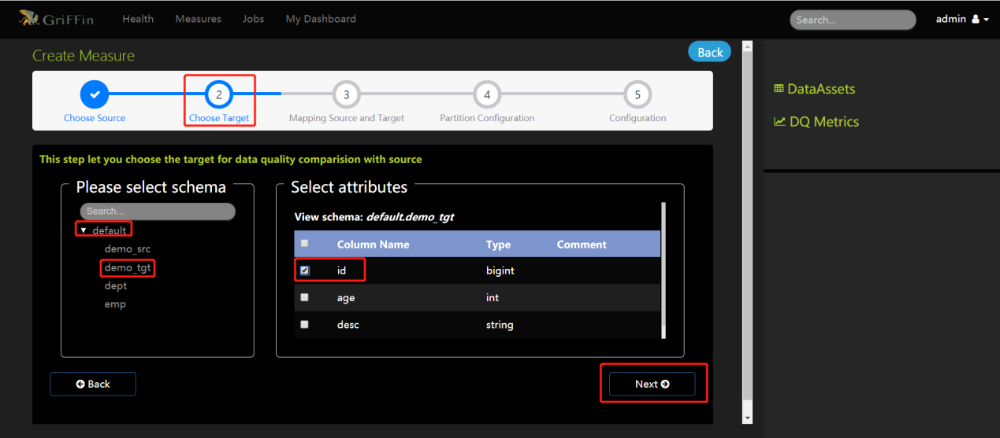 GriFFin Health Measures Jobs My Dashboard Search... admin
Create Measure Back
2 3 4 5
Choose Source Choose Target Mapping Source and Target Partition Configuration Configuration
This step let you choose the target for data quality comparision with source
Please select schema
Search...
default
demo_src
demo_tgt
dept
emp
Select attributes
View schema: default.demo_tgt
Column Name Type Comment
id bigint
age int
desc string
Back Next
DataAssets
DQ Metrics